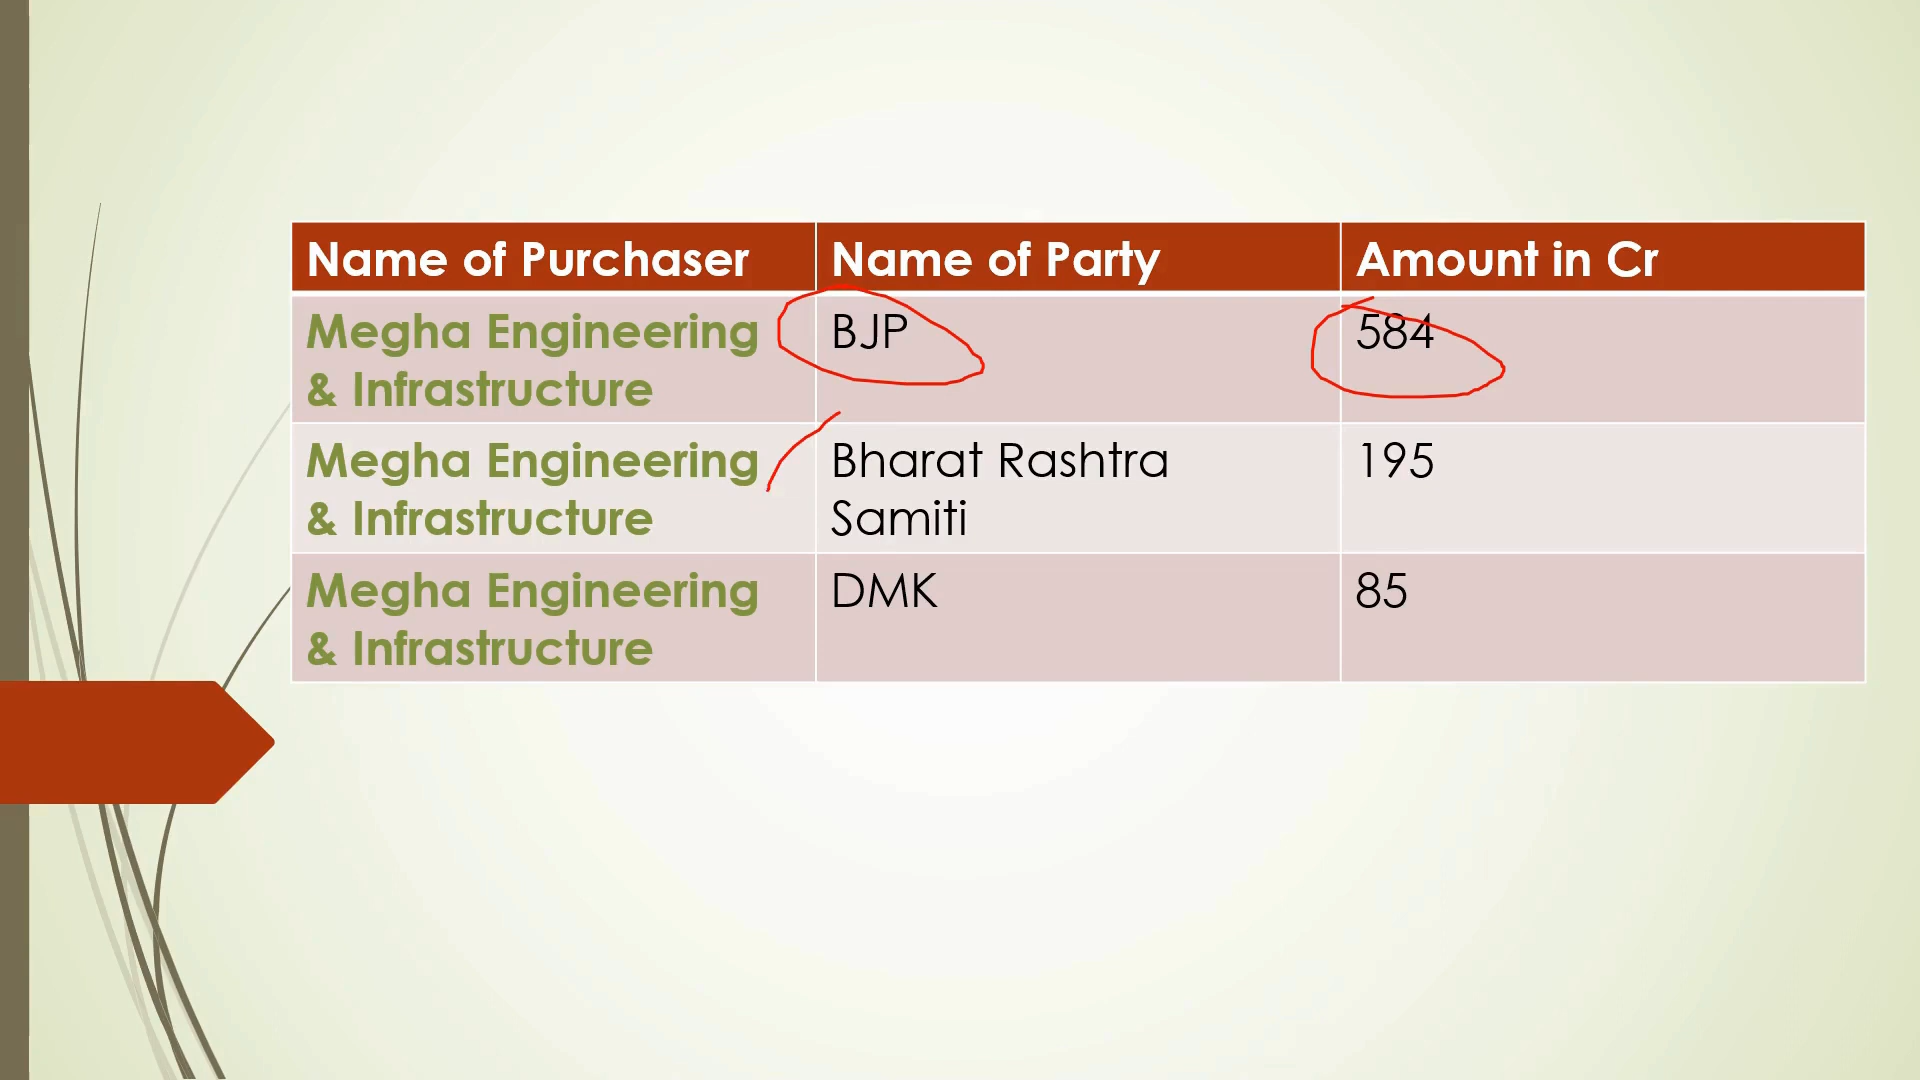 Name of Purchaser Name of Party Amount in Cr
Megha Engineering BJP 584
& Infrastructure
Megha Engineering Bharat Rashtra 195
& Infrastructure Samiti
Megha Engineering DMK 85
& Infrastructure